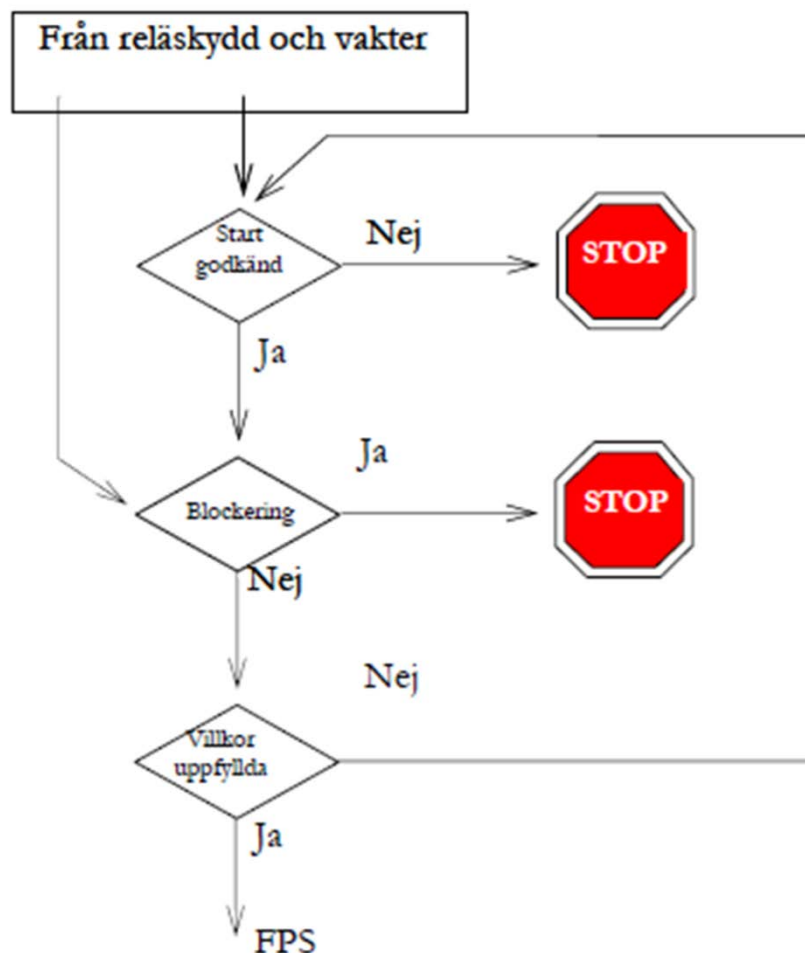 Från reläskydd och vakter
Start
godkänd
Nej
STOP
Ja
Ja
Blockering
STOP
Nej
Nej
Villkor
uppfyllda
Ja
FPS